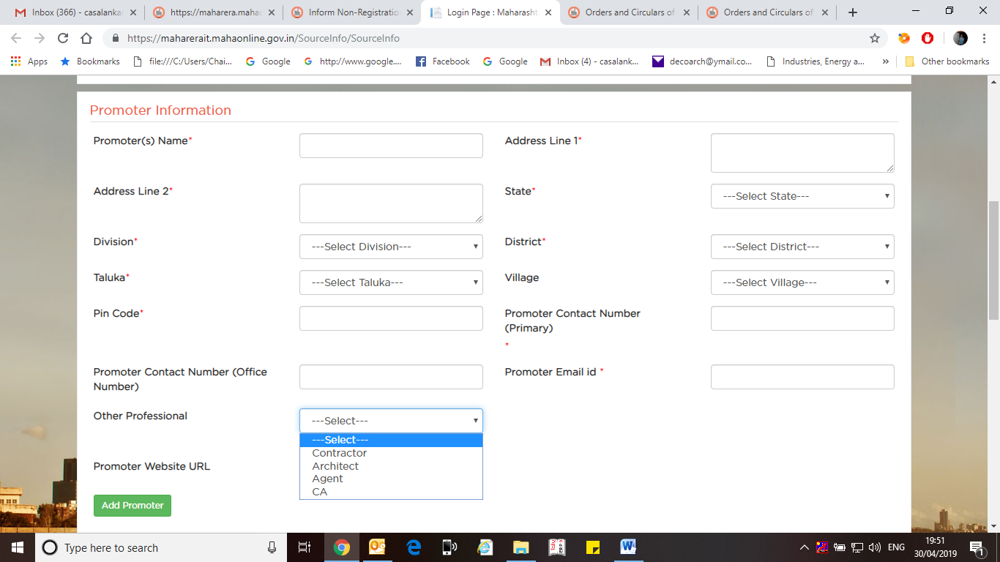 Inbox (366) - casalanka
https://maharera.mahao
Inform Non-Registratio
Login Page : Maharasht
Orders and Circulars of
Orders and Circulars of
https://maharerait.mahaonline.gov.in/SourceInfo/SourceInfo
Apps
Bookmarks
file:///C:/Users/Chai...
Google
http://www.google....
Facebook
Google
Inbox (4) - casalank...
decoarch@ymail.co...
Industries, Energy a...
»
Other bookmarks
Promoter Information
Promoter(s) Name*
Address Line 1*
Address Line 2*
State*
---Select State---
Division*
---Select Division---
District*
---Select District---
Taluka*
---Select Taluka---
Village
---Select Village---
Pin Code*
Promoter Contact Number
(Primary)
*
Promoter Contact Number (Office
Number)
Promoter Email id *
Other Professional
---Select---
---Select---
Contractor
Architect
Agent
CA
Promoter Website URL
Add Promoter
Type here to search
ENG
19:51
30/04/2019
1